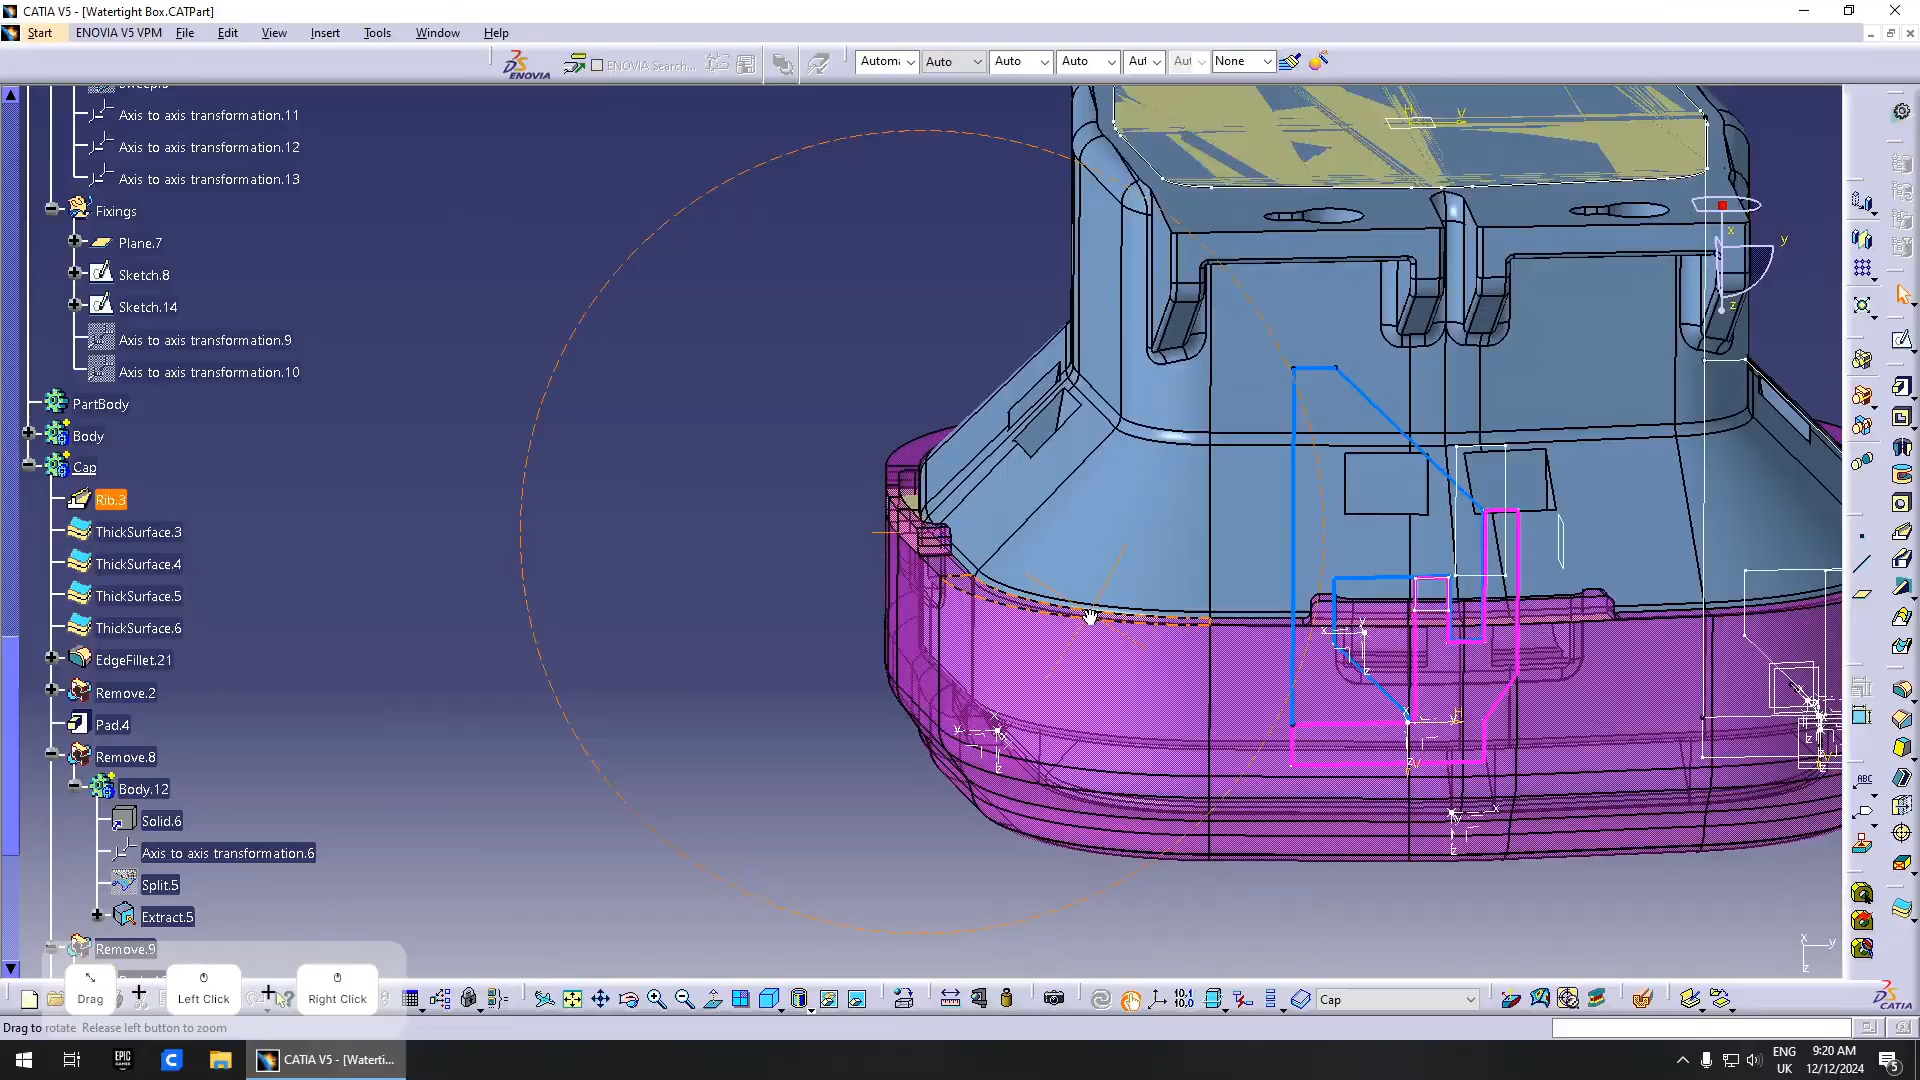 CATIA V5 - [Watertight Box.CATPart]
Start ENOVIA V5 VPM File Edit View Insert Tools Window Help
ENOVIA
ENOVIA Search...
Auto
Auto
Auto
None
Axis to axis transformation.11
Axis to axis transformation.12
Axis to axis transformation.13
Fixings
Plane.7
Sketch.8
Sketch.14
Axis to axis transformation.9
Axis to axis transformation.10
PartBody
Body
Cap
Rib.3
ThickSurface.3
ThickSurface.4
ThickSurface.5
ThickSurface.6
EdgeFillet.21
Remove.2
Pad.4
Remove.8
Body.12
Solid.6
Axis to axis transformation.6
Split.5
Extract.5
Remove.9
Drag
Left Click
Right Click
Cap
CATIA
Drag to rotate Release left button to zoom
CATIA V5 - [Waterti...
ENG
UK
9:20 AM
12/12/2024
5